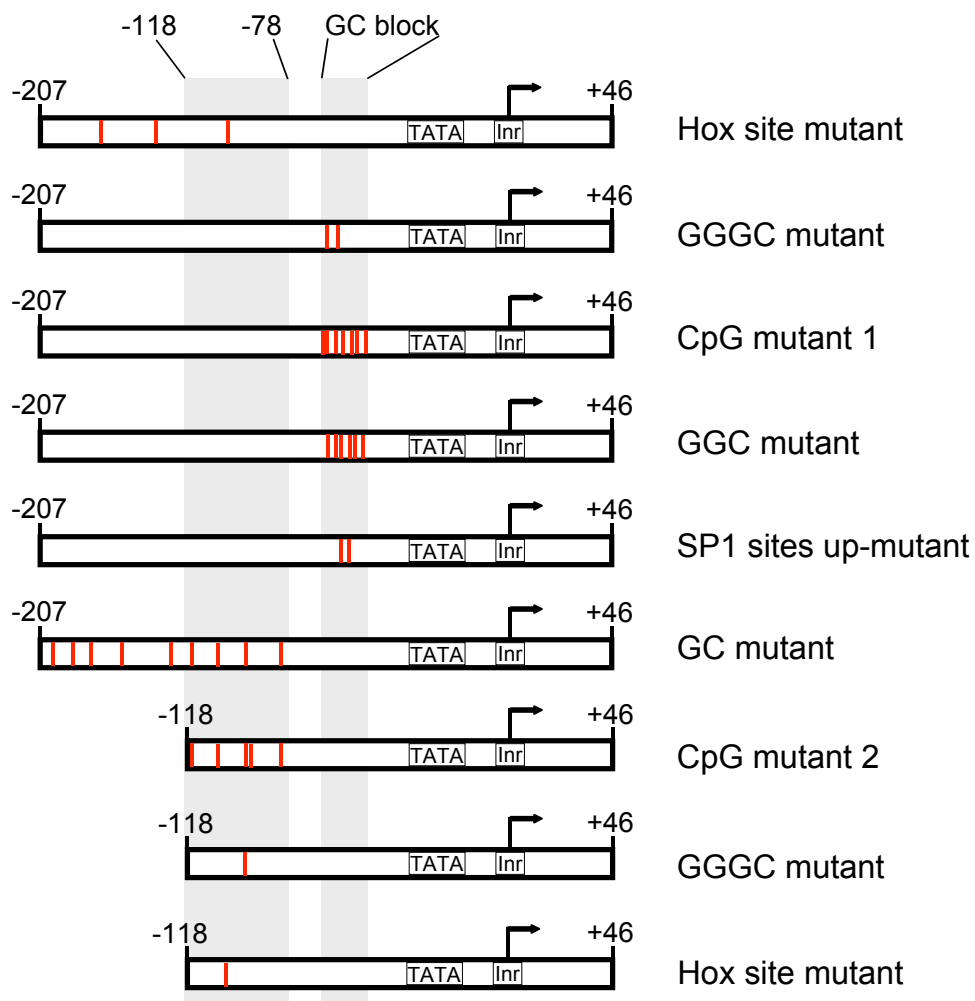 -118 -78 GC block
-207 +46
TATA Inr Hox site mutant
-207 +46
TATA Inr GGGC mutant
-207 +46
TATA Inr CpG mutant 1
-207 +46
TATA Inr GGC mutant
-207 +46
TATA Inr SP1 sites up-mutant
-207 +46
TATA Inr GC mutant
-118 +46
TATA Inr CpG mutant 2
-118 +46
TATA Inr GGGC mutant
-118 +46
TATA Inr Hox site mutant